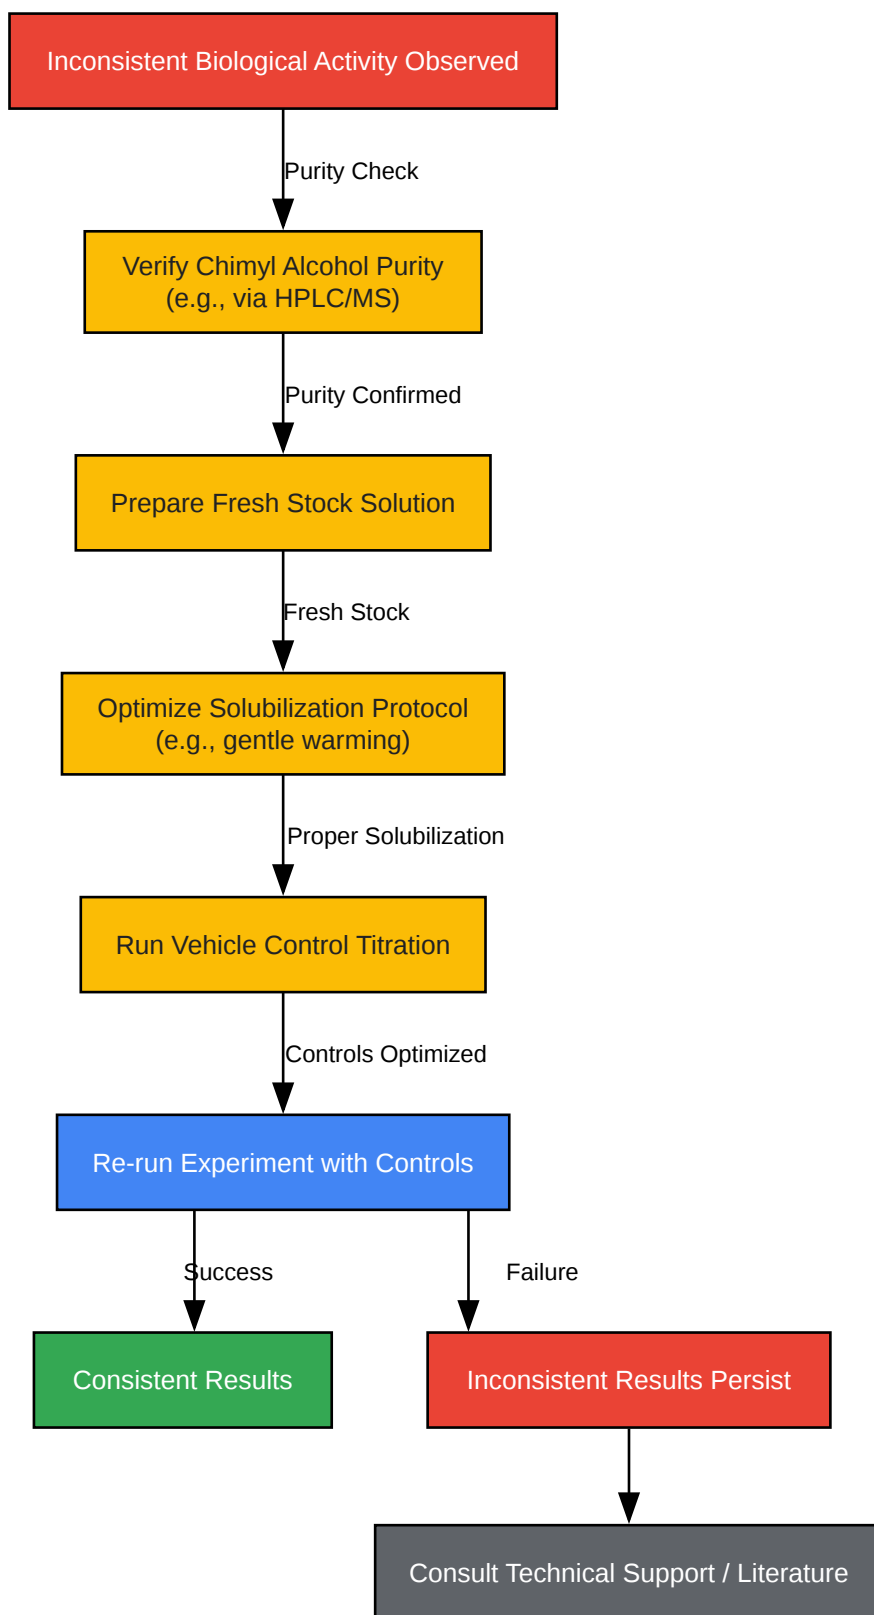 Inconsistent Biological Activity Observed
Purity Check
Verify Chimyl Alcohol Purity
(e.g., via HPLC/MS)
Purity Confirmed
Prepare Fresh Stock Solution
Fresh Stock
Optimize Solubilization Protocol
(e.g., gentle warming)
Proper Solubilization
Run Vehicle Control Titration
Controls Optimized
Re-run Experiment with Controls
Success
Failure
Consistent Results
Inconsistent Results Persist
Consult Technical Support / Literature